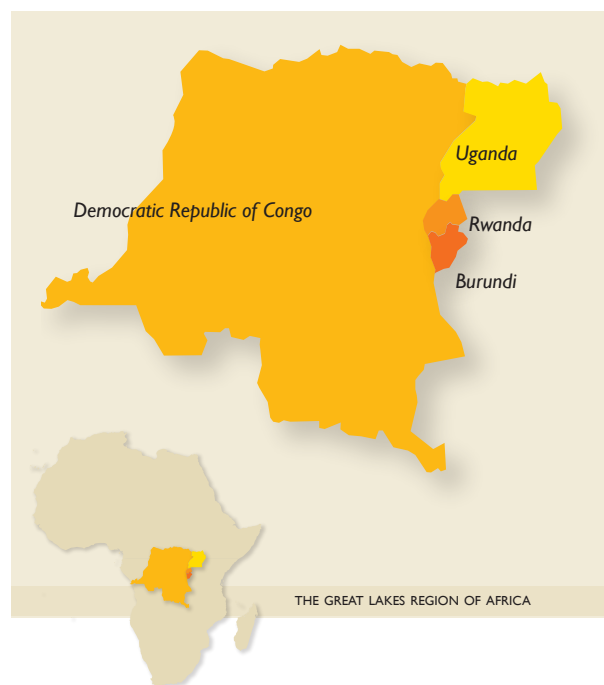 Uganda
Democratic Republic of Congo
Rwanda
Burundi
THE GREAT LAKES REGION OF AFRICA